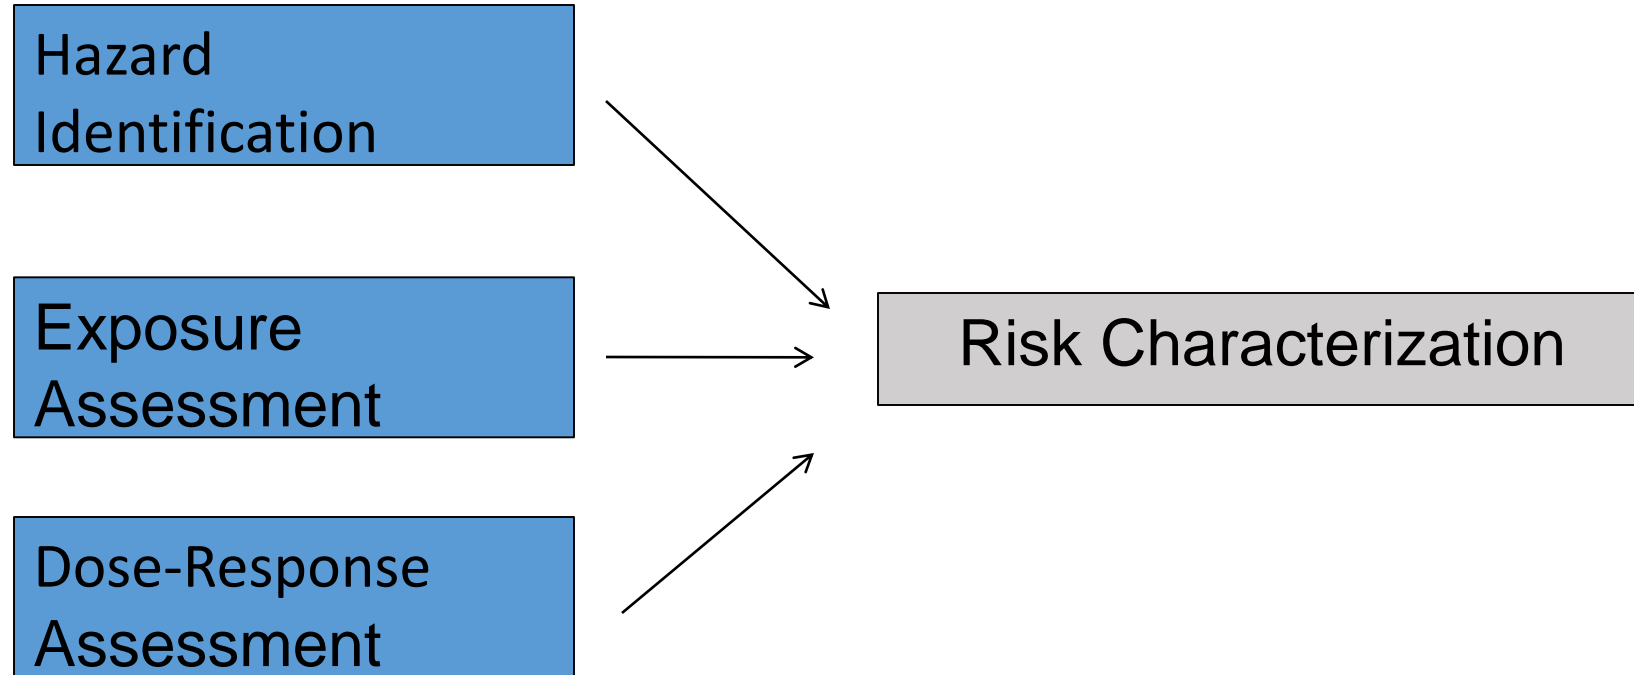 Hazard
Identification
Exposure
Assessment
Risk Characterization
Dose-Response
Assessment